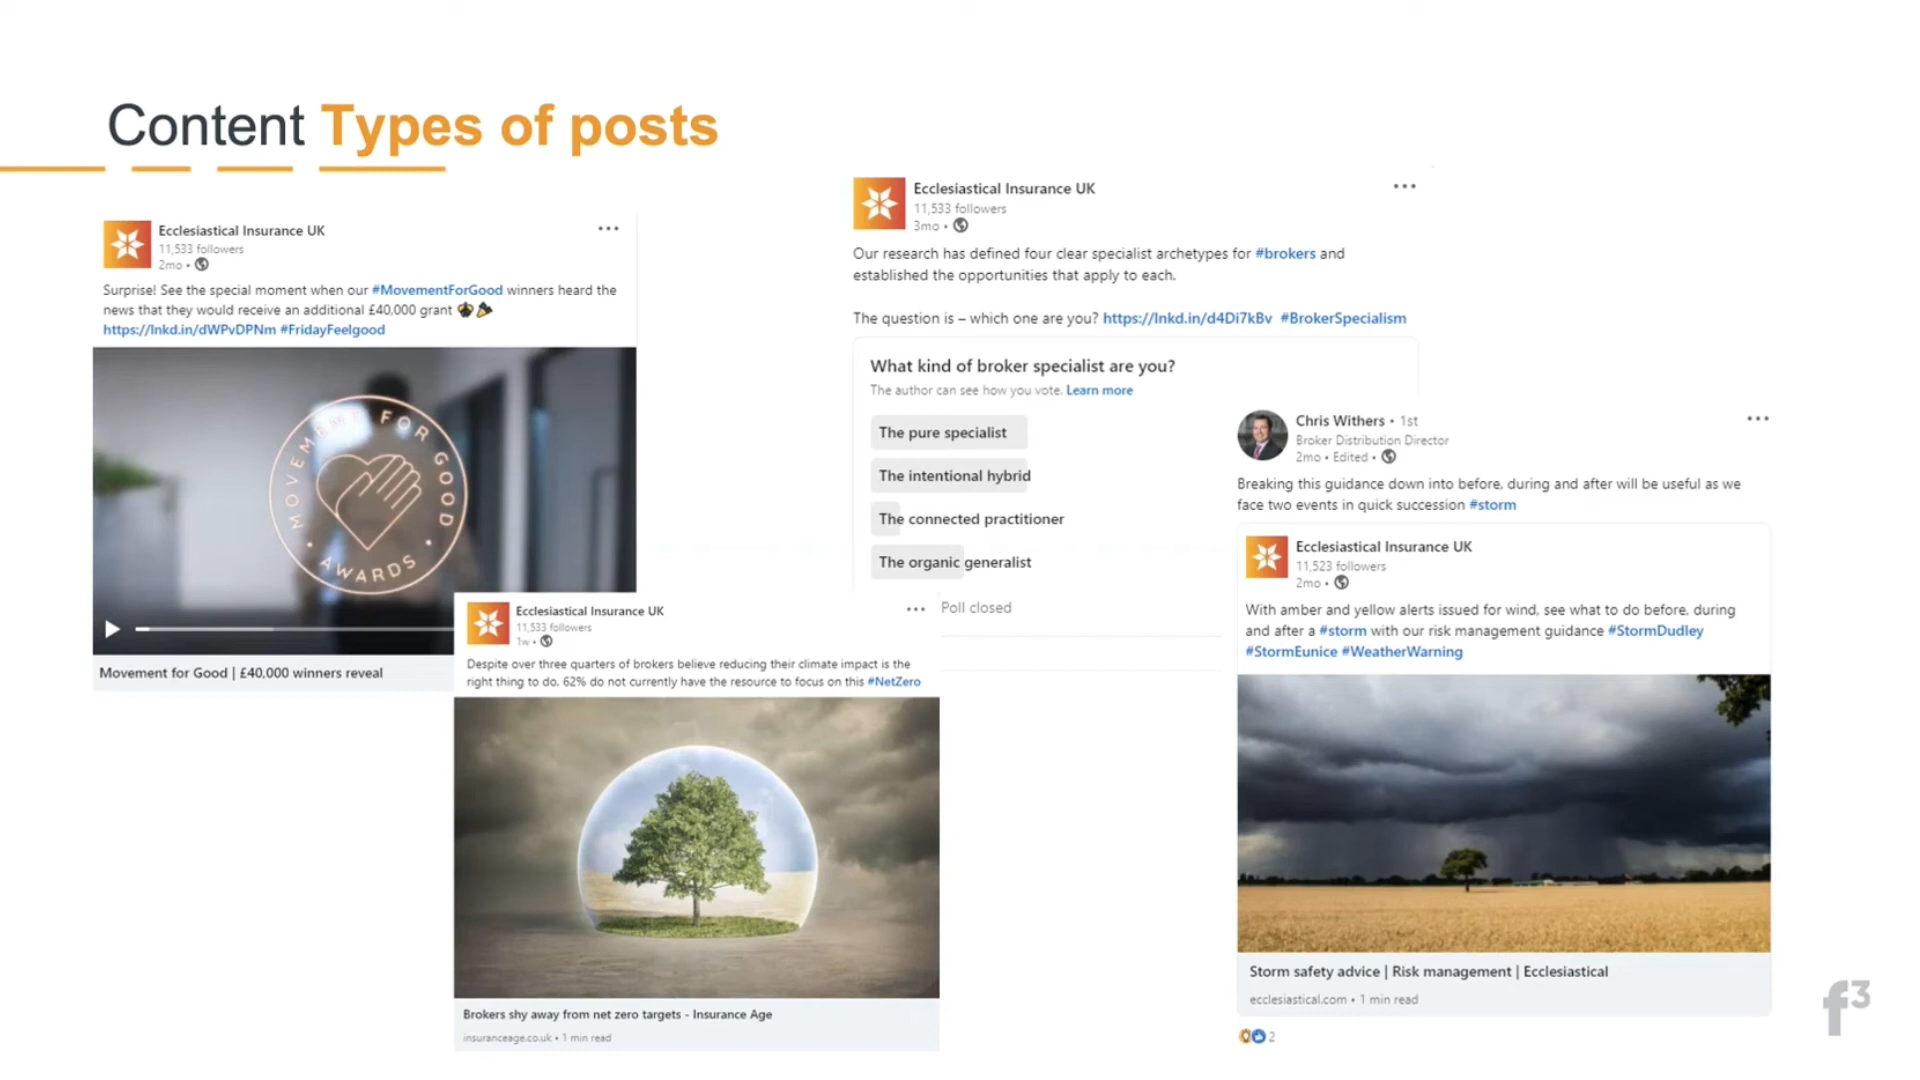 Content Types of posts
Ecclesiastical Insurance UK
11,533 followers
2mo •
Surprise! See the special moment when our #MovementForGood winners heard the
news that they would receive an additional £40,000 grant
https://lnkd.in/dWPvDPNm #FridayFeelgood
MOVEMENT FOR GOOD
• AWARDS •
Movement for Good | £40,000 winners reveal
Ecclesiastical Insurance UK
11,533 followers
1w •
Despite over three quarters of brokers believe reducing their climate impact is the
right thing to do, 62% do not currently have the resource to focus on this #NetZero
Brokers shy away from net zero targets - Insurance Age
insuranceage.co.uk • 1 min read
Ecclesiastical Insurance UK
11,533 followers
3mo •
Our research has defined four clear specialist archetypes for #brokers and
established the opportunities that apply to each.
The question is – which one are you? https://lnkd.in/d4Di7kBv #BrokerSpecialism
What kind of broker specialist are you?
The author can see how you vote. Learn more
The pure specialist
The intentional hybrid
The connected practitioner
The organic generalist
Poll closed
Chris Withers • 1st
Broker Distribution Director
2mo • Edited •
Breaking this guidance down into before, during and after will be useful as we
face two events in quick succession #storm
Ecclesiastical Insurance UK
11,523 followers
2mo •
With amber and yellow alerts issued for wind, see what to do before, during
and after a #storm with our risk management guidance #StormDudley
#StormEunice #WeatherWarning
Storm safety advice | Risk management | Ecclesiastical
ecclesiastical.com • 1 min read
2
f3